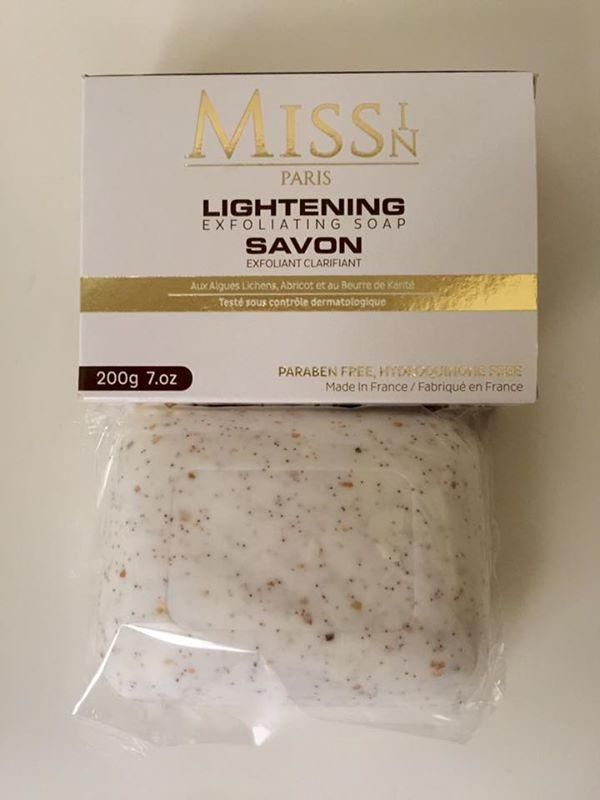 MISS IN
PARIS
LIGHTENING
EXFOLIATING SOAP
SAVON
EXFOLIANT CLARIFIANT
Aux Algues Lichens, Abricot et au Beurre de Karité
Testé sous contrôle dermatologique
200g 7.oz
PARABEN FREE, HYDROQUINONE FREE
Made In France / Fabriqué en France